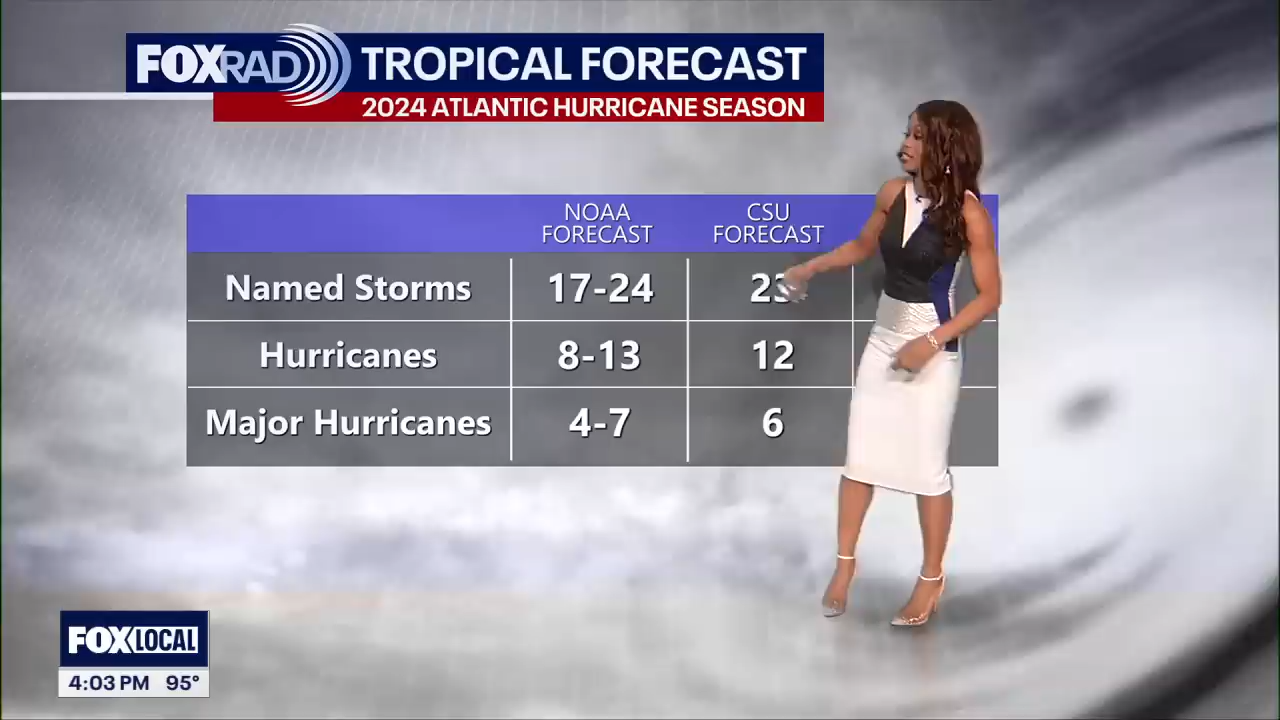 FOXRAD TROPICAL FORECAST
2024 ATLANTIC HURRICANE SEASON
NOAA FORECAST
CSU FORECAST
Named Storms 17-24 23
Hurricanes 8-13 12
Major Hurricanes 4-7 6
FOX LOCAL
4:03 PM 95°